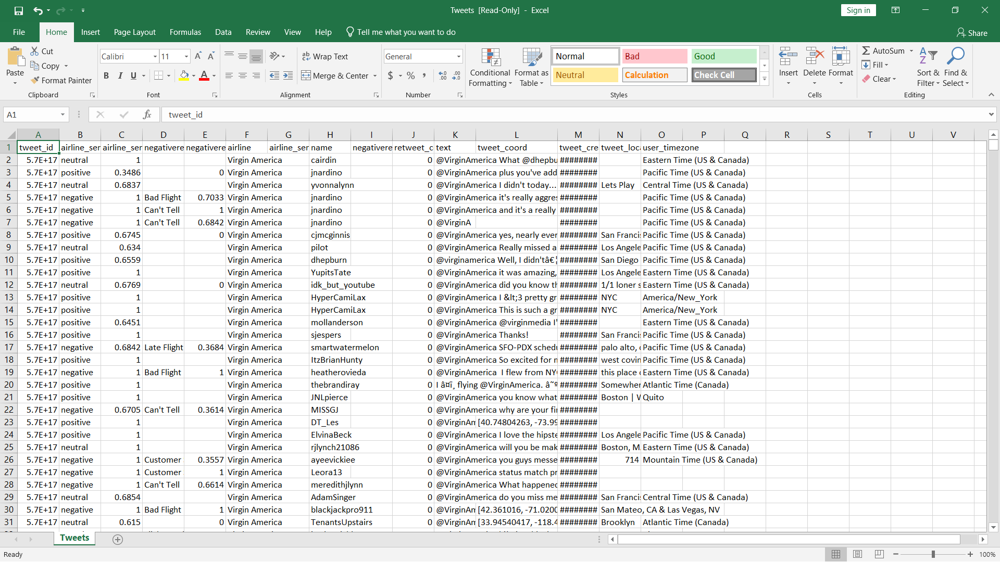 Tweets [Read-Only] - Excel
Sign in
File Home Insert Page Layout Formulas Data Review View Help Tell me what you want to do
Share
Paste
Cut
Copy
Format Painter
Clipboard
Calibri 11
B I U
Font
Wrap Text
Merge & Center
Alignment
General
$ % ,
Number
Conditional Formatting
Format as Table
Normal Bad Good
Neutral Calculation Check Cell
Styles
Insert Delete Format
Cells
AutoSum
Fill
Clear
Sort & Filter
Find & Select
Editing
A1 fx tweet_id
A B C D E F G H I J K L M N O P Q R S T U V
1 tweet_id airline_ser airline_ser negativere negativere airline airline_ser name negativere retweet_c text tweet_coord tweet_cre tweet_loca user_timezone
2 5.7E+17 neutral 1 Virgin America cairdin 0 @VirginAmerica What @dhepbu ######## Eastern Time (US & Canada)
3 5.7E+17 positive 0.3486 0 Virgin America jnardino 0 @VirginAmerica plus you've add ######## Pacific Time (US & Canada)
4 5.7E+17 neutral 0.6837 Virgin America yvonnalynn 0 @VirginAmerica I didn't today... ######## Lets Play Central Time (US & Canada)
5 5.7E+17 negative 1 Bad Flight 0.7033 Virgin America jnardino 0 @VirginAmerica it's really aggres ######## Pacific Time (US & Canada)
6 5.7E+17 negative 1 Can't Tell 1 Virgin America jnardino 0 @VirginAmerica and it's a really ######## Pacific Time (US & Canada)
7 5.7E+17 negative 1 Can't Tell 0.6842 Virgin America jnardino 0 @VirginA ######## Pacific Time (US & Canada)
8 5.7E+17 positive 0.6745 0 Virgin America cjmcginnis 0 @VirginAmerica yes, nearly ever ######## San Francis Pacific Time (US & Canada)
9 5.7E+17 neutral 0.634 Virgin America pilot 0 @VirginAmerica Really missed a ######## Los Angele Pacific Time (US & Canada)
10 5.7E+17 positive 0.6559 Virgin America dhepburn 0 @virginamerica Well, I didn'tâ€¦ ######## San Diego Pacific Time (US & Canada)
11 5.7E+17 positive 1 Virgin America YupitsTate 0 @VirginAmerica it was amazing, ######## Los Angele Eastern Time (US & Canada)
12 5.7E+17 neutral 0.6769 0 Virgin America idk_but_youtube 0 @VirginAmerica did you know th ######## 1/1 loner s Eastern Time (US & Canada)
13 5.7E+17 positive 1 Virgin America HyperCamiLax 0 @VirginAmerica I &lt;3 pretty gr ######## NYC America/New_York
14 5.7E+17 positive 1 Virgin America HyperCamiLax 0 @VirginAmerica This is such a gr ######## NYC America/New_York
15 5.7E+17 positive 0.6451 Virgin America mollanderson 0 @VirginAmerica @virginmedia I' ######## Eastern Time (US & Canada)
16 5.7E+17 positive 1 Virgin America sjespers 0 @VirginAmerica Thanks! ######## San Francis Pacific Time (US & Canada)
17 5.7E+17 negative 0.6842 Late Flight 0.3684 Virgin America smartwatermelon 0 @VirginAmerica SFO-PDX schedu ######## palo alto, c Pacific Time (US & Canada)
18 5.7E+17 positive 1 Virgin America ItzBrianHunty 0 @VirginAmerica So excited for m ######## west covin Pacific Time (US & Canada)
19 5.7E+17 negative 1 Bad Flight 1 Virgin America heatherovieda 0 @VirginAmerica I flew from NYC ######## this place c Eastern Time (US & Canada)
20 5.7E+17 positive 1 Virgin America thebrandiray 0 I â¤ï¸ flying @VirginAmerica. â˜º ######## Somewher Atlantic Time (Canada)
21 5.7E+17 positive 1 Virgin America JNLpierce 0 @VirginAmerica you know what ######## Boston | W Quito
22 5.7E+17 negative 0.6705 Can't Tell 0.3614 Virgin America MISSGJ 0 @VirginAmerica why are your fir ########
23 5.7E+17 positive 1 Virgin America DT_Les 0 @VirginAm [40.74804263, -73.99 ########
24 5.7E+17 positive 1 Virgin America ElvinaBeck 0 @VirginAmerica I love the hipste ######## Los Angele Pacific Time (US & Canada)
25 5.7E+17 neutral 1 Virgin America rjlynch21086 0 @VirginAmerica will you be mak ######## Boston, M Eastern Time (US & Canada)
26 5.7E+17 negative 1 Customer 0.3557 Virgin America ayeevickiee 0 @VirginAmerica you guys messe ######## 714 Mountain Time (US & Canada)
27 5.7E+17 negative 1 Customer 1 Virgin America Leora13 0 @VirginAmerica status match pr ########
28 5.7E+17 negative 1 Can't Tell 0.6614 Virgin America meredithjlynn 0 @VirginAmerica What happened ########
29 5.7E+17 neutral 0.6854 Virgin America AdamSinger 0 @VirginAmerica do you miss me ######## San Francis Central Time (US & Canada)
30 5.7E+17 negative 1 Bad Flight 1 Virgin America blackjackpro911 0 @VirginAm [42.361016, -71.0200 ######## San Mateo, CA & Las Vegas, NV
31 5.7E+17 neutral 0.615 0 Virgin America TenantsUpstairs 0 @VirginAm [33.94540417, -118.4 ######## Brooklyn Atlantic Time (Canada)
Tweets
Ready
100%